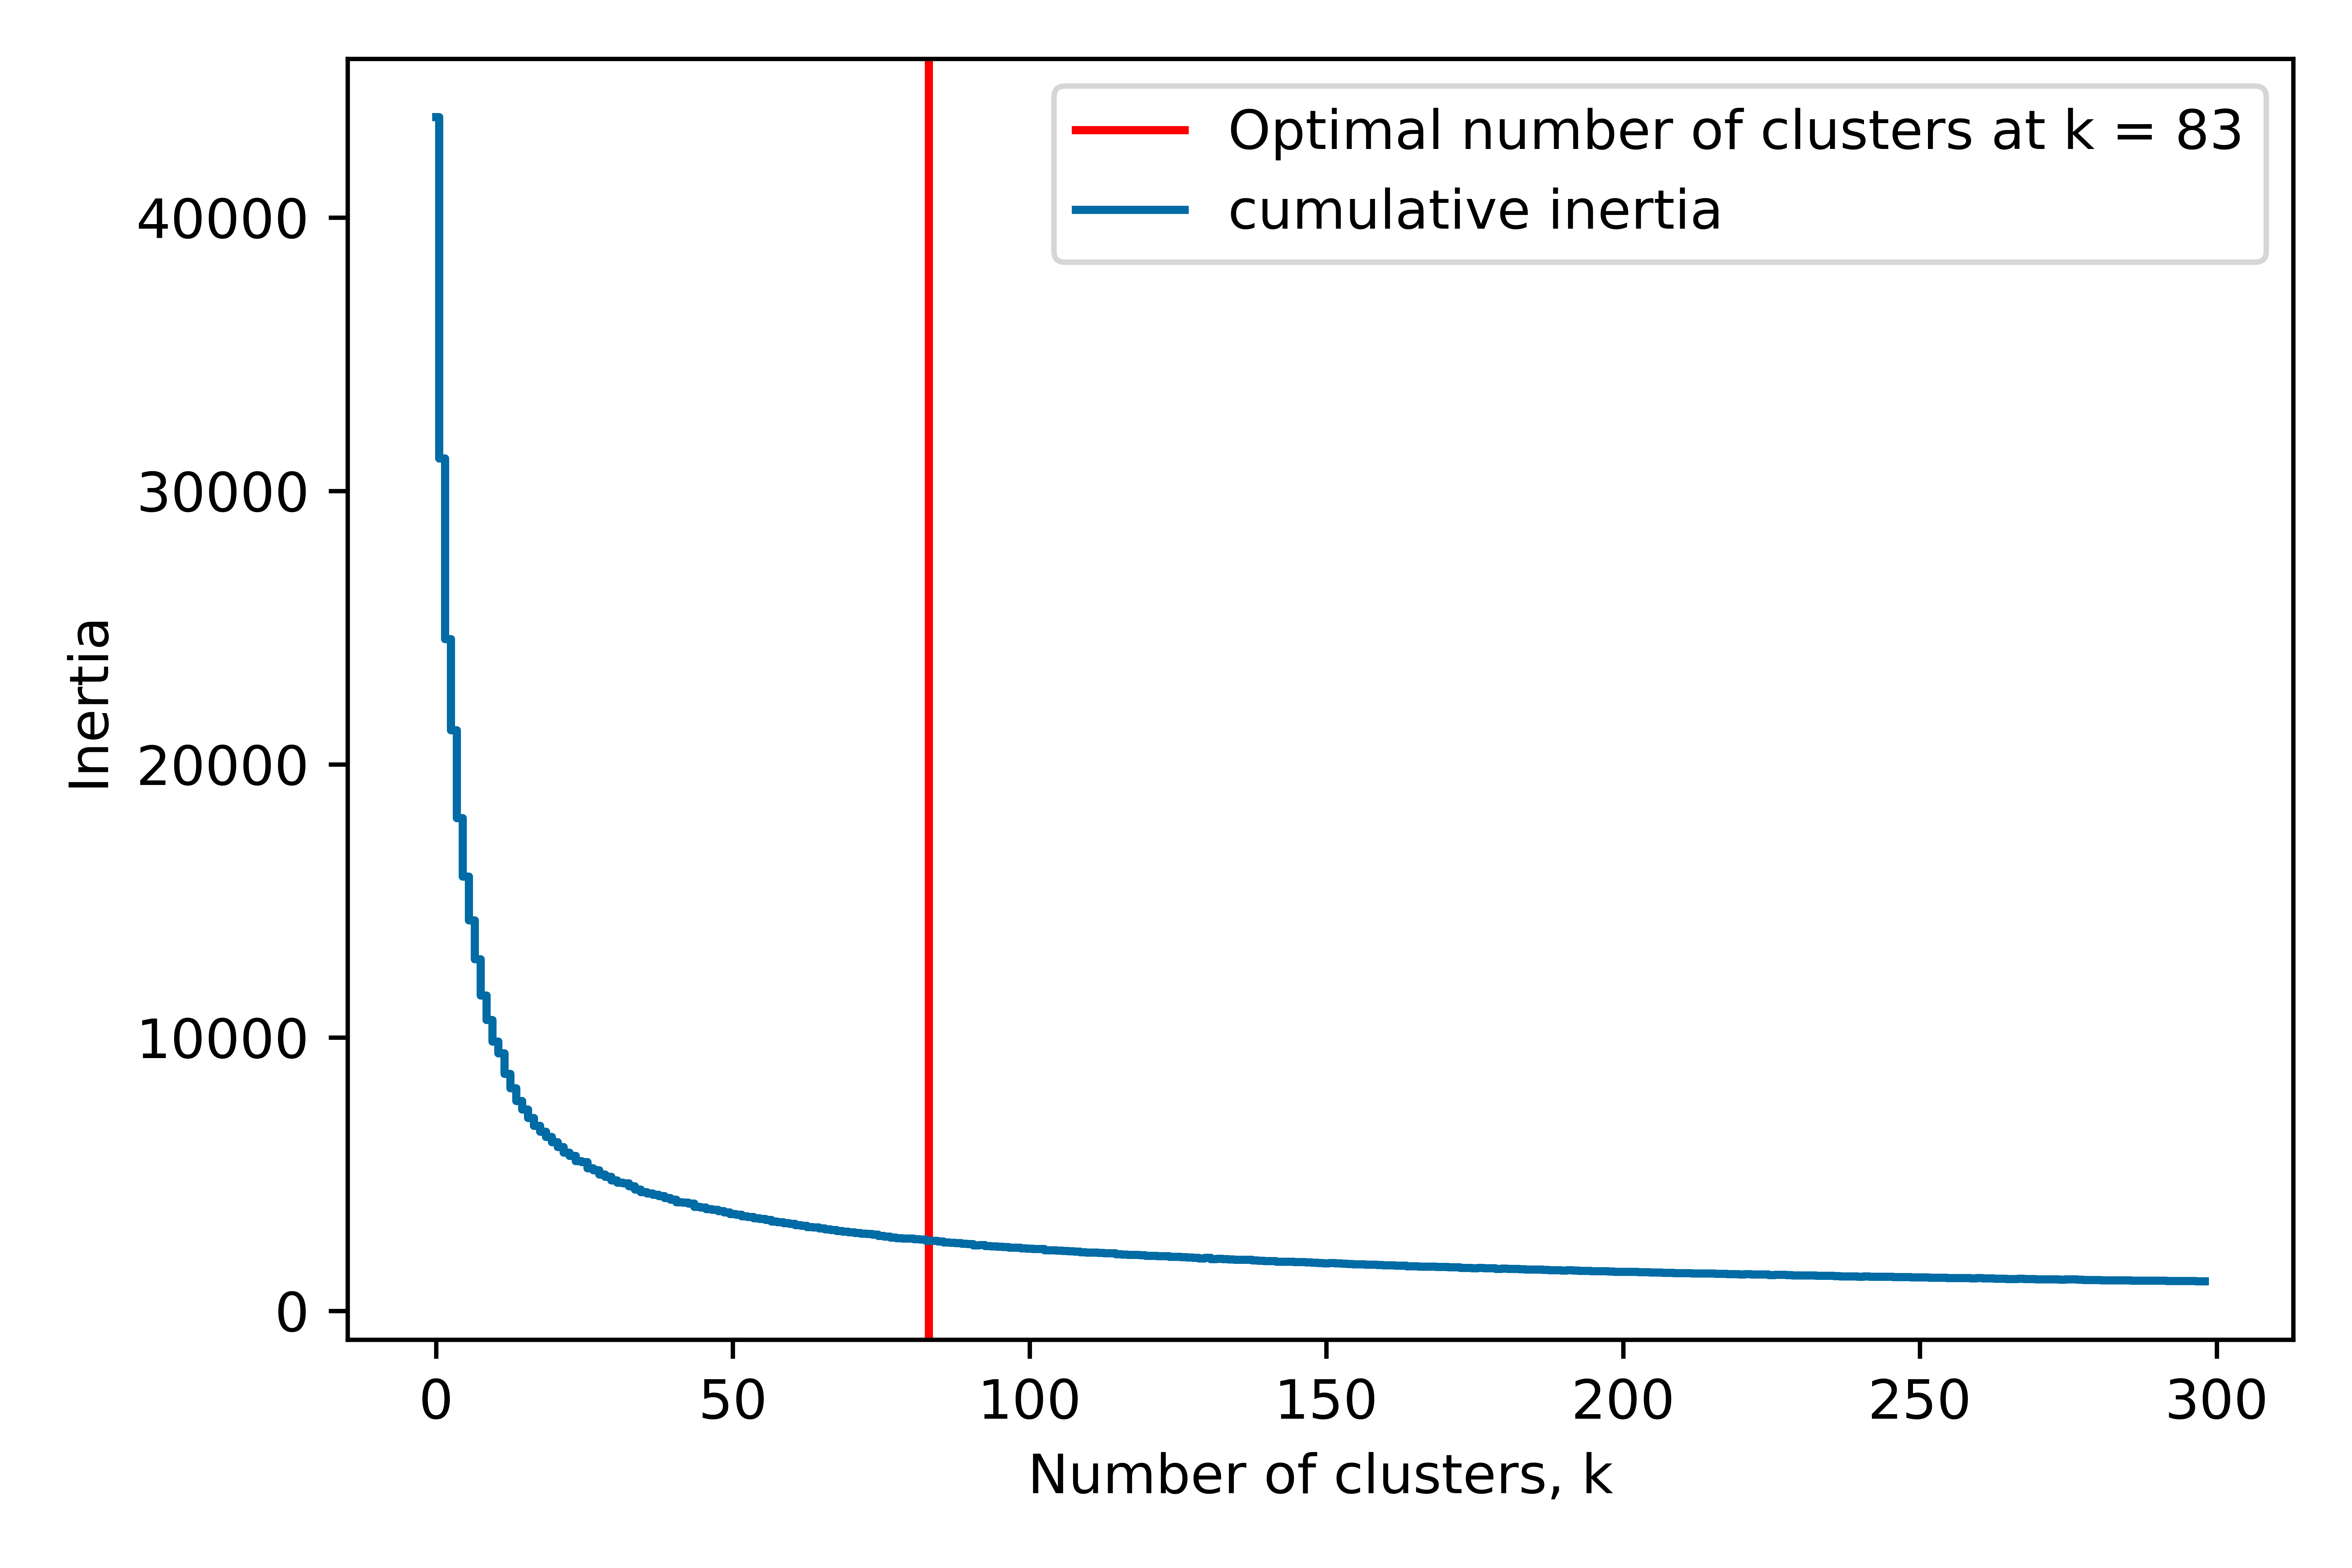 Optimal number of clusters at k = 83
cumulative inertia
40000
30000
20000
10000
0
Inertia
0 50 100 150 200 250 300
Number of clusters, k